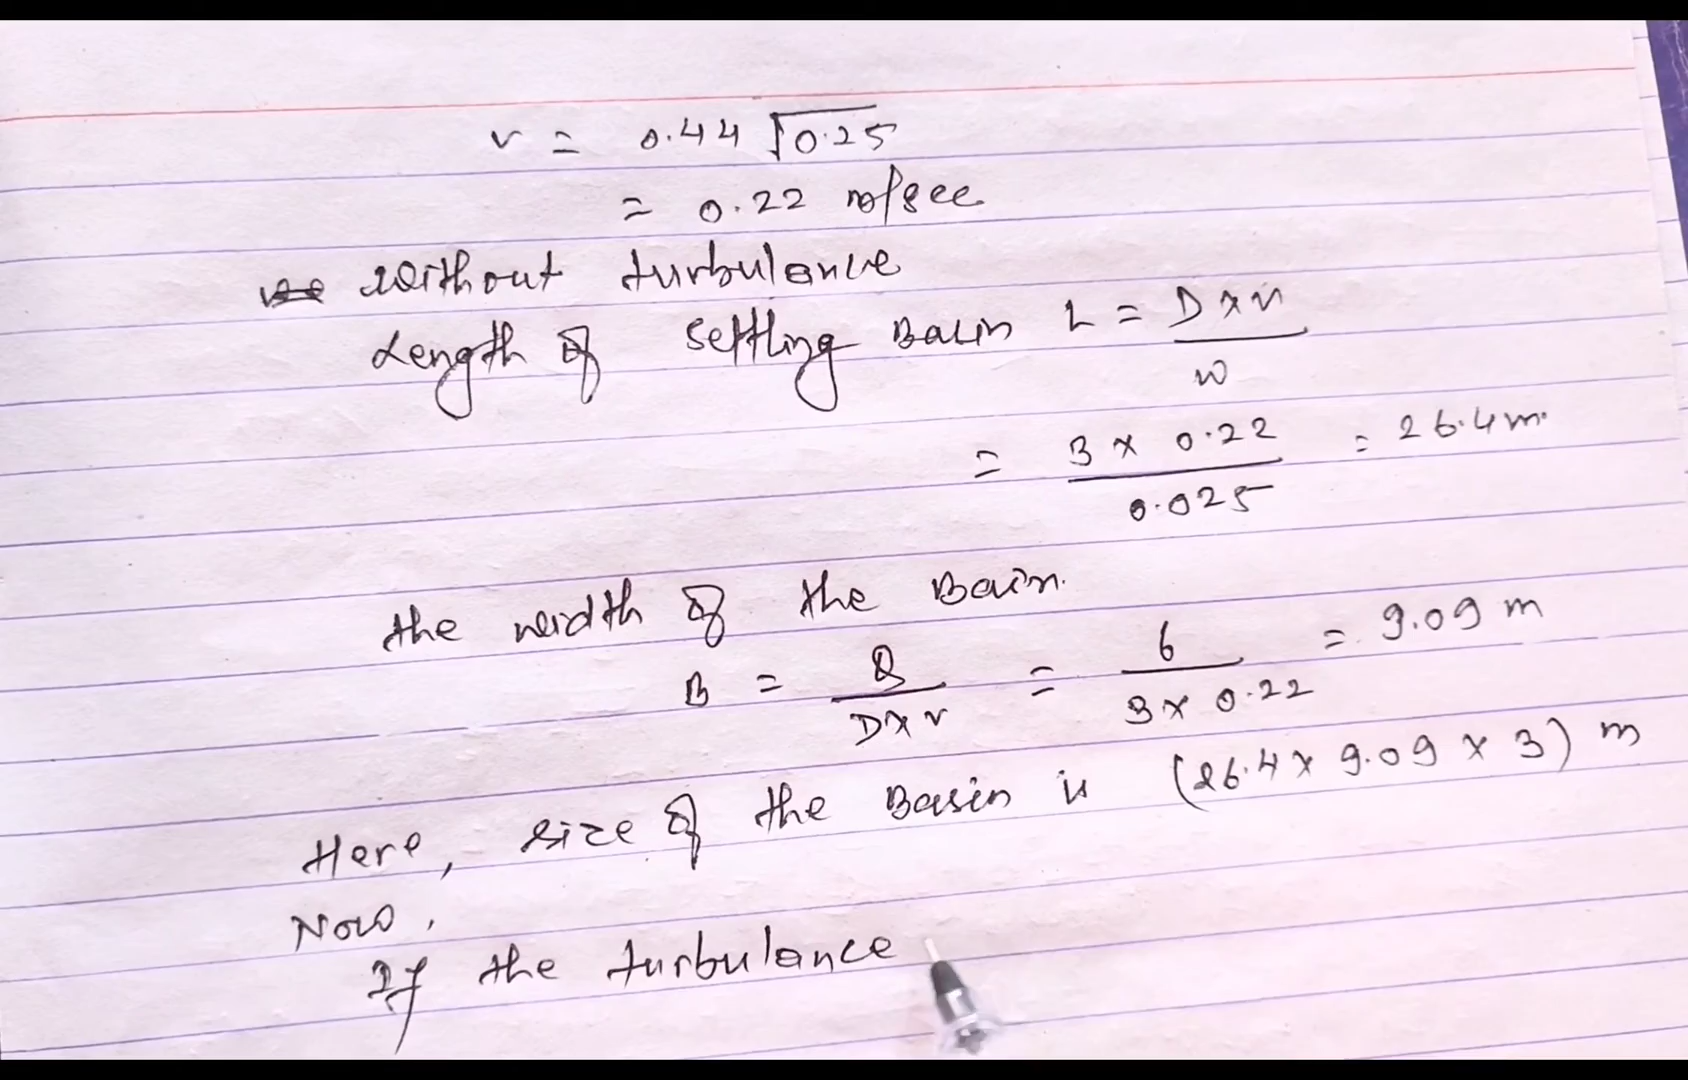 v = 0.44 √0.25
= 0.22 m/sec
without turbulance
Length of settling Basin L = D × v / w
= 3 × 0.22 / 0.025 = 26.4 m.
the width of the Basin.
B = Q / D × v = 6 / 3 × 0.22 = 9.09 m
Here, size of the Basin is (26.4 × 9.09 × 3) m
Now,
If the turbulance